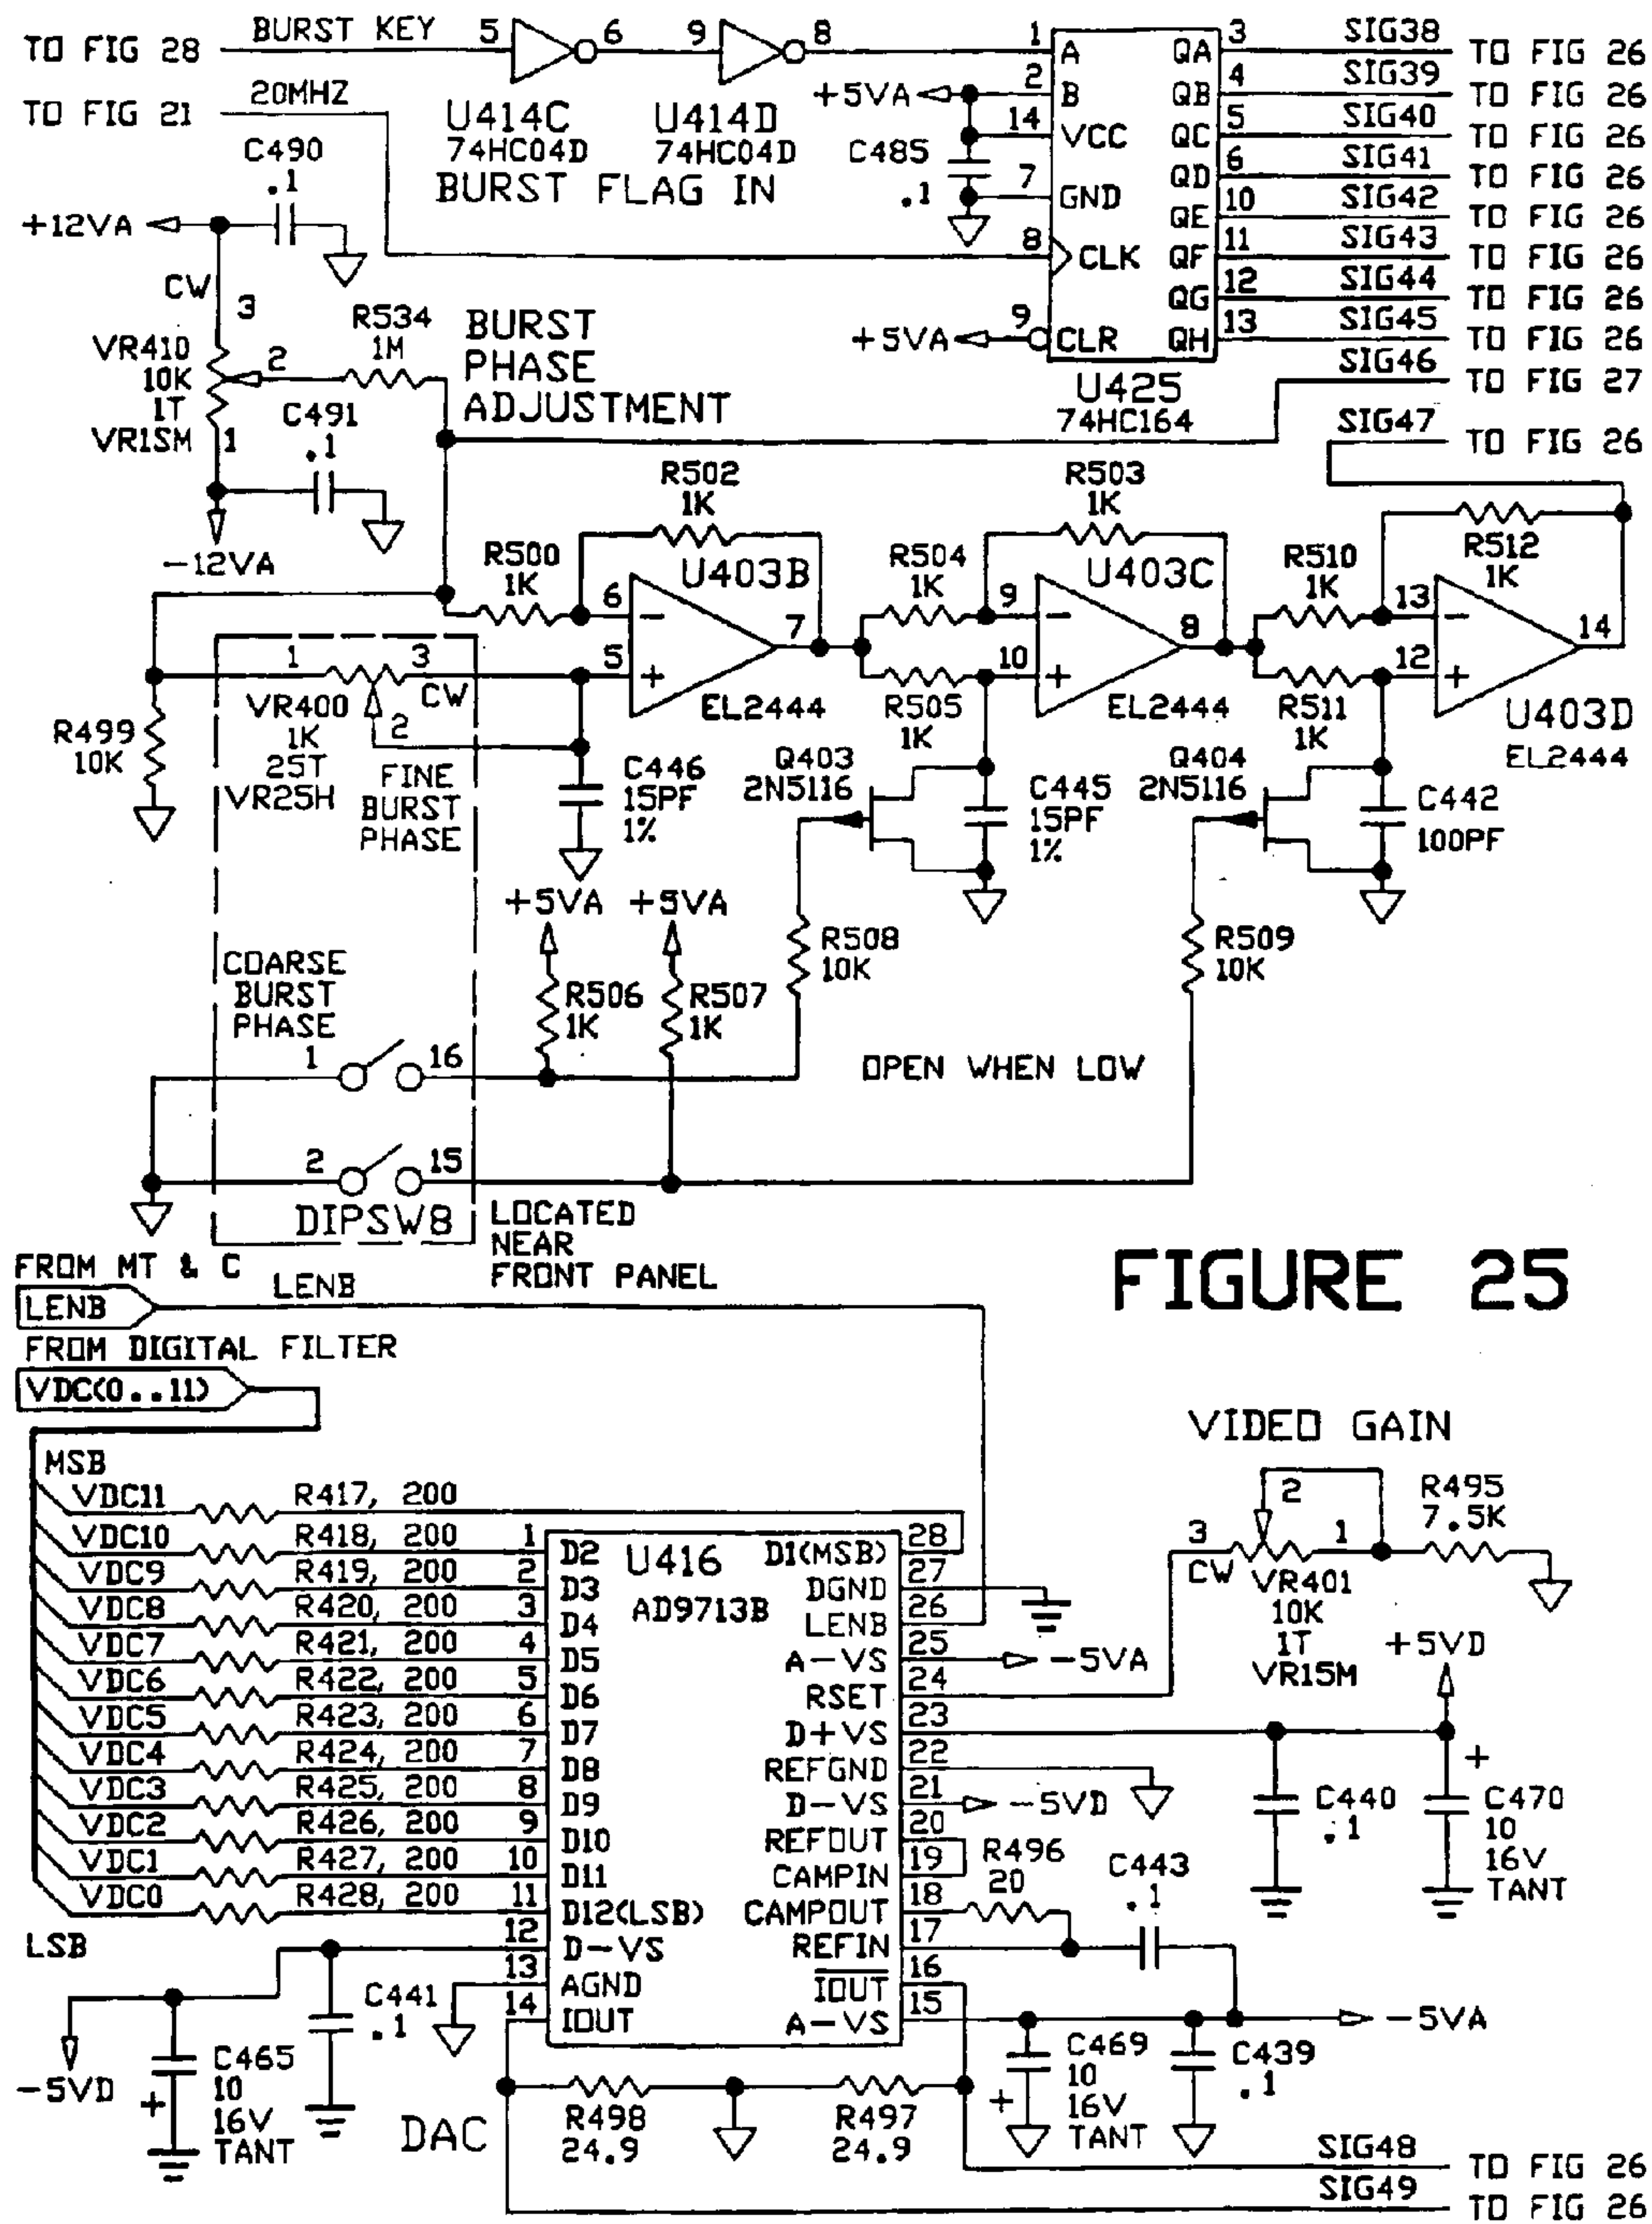 TO FIG 28 BURST KEY 5 6 9 8 1 A QA 3 SIG38 TO FIG 26
2 B QB 4 SIG39 TO FIG 26
TO FIG 21 20MHZ
U414C U414D +5VA
74HC04D 74HC04D
BURST FLAG IN
14 VCC QC 5 SIG40 TO FIG 26
C485
.1
QD 6 SIG41 TO FIG 26
7 GND
QE 10 SIG42 TO FIG 26
8 CLK QF 11 SIG43 TO FIG 26
QG 12 SIG44 TO FIG 26
+5VA 9 CLR QH 13 SIG45 TO FIG 26
U425
74HC164
SIG46 TO FIG 27
SIG47 TO FIG 26
C490
.1
+12VA
CW 3
VR410
10K
1T
VR1SM
2
1
R534
1M
BURST
PHASE
ADJUSTMENT
C491
.1
-12VA
R502
1K
R503
1K
R500
1K
U403B
6 -
5 +
7
EL2444
R504
1K
R505
1K
U403C
9 -
10 +
8
EL2444
R510
1K
R511
1K
R512
1K
13 -
12 +
14
U403D
EL2444
R499
10K
1 3
CW
VR400
1K
25T
VR25H
2
FINE
BURST
PHASE
C446
15PF
1%
Q403
2N5116
C445
15PF
1%
Q404
2N5116
C442
100PF
+5VA +5VA
R506
1K
R507
1K
R508
10K
R509
10K
COARSE
BURST
PHASE
1 16
OPEN WHEN LOW
2 15
DIPSW8
LOCATED
NEAR
FRONT PANEL
FIGURE 25
FROM MT & C
LENB LENB
FROM DIGITAL FILTER
VDC(0..11)
MSB
VDC11 R417, 200
VDC10 R418, 200 1 D2
VDC9 R419, 200 2 D3
VDC8 R420, 200 3 D4
VDC7 R421, 200 4 D5
VDC6 R422, 200 5 D6
VDC5 R423, 200 6 D7
VDC4 R424, 200 7 D8
VDC3 R425, 200 8 D9
VDC2 R426, 200 9 D10
VDC1 R427, 200 10 D11
VDC0 R428, 200 11 D12(LSB)
LSB
12 D-VS
13 AGND
14 IOUT
U416
AD9713B
D1(MSB) 28
DGND 27
LENB 26
A-VS 25 -5VA
RSET 24
D+VS 23
REFGND 22
D-VS 21 -5VD
REFOUT 20
CAMPIN 19
CAMPOUT 18
REFIN 17
IOUT 16
A-VS 15 -5VA
VIDEO GAIN
2
3 1
CW VR401
10K
1T
VR15M
R495
7.5K
+5VD
C440
.1
+
C470
10
16V
TANT
R496
20
C443
.1
C441
.1
-5VD
C465
10
+
16V
TANT
DAC
R498
24.9
R497
24.9
C469
10
+
16V
TANT
C439
.1
SIG48 TO FIG 26
SIG49 TO FIG 26